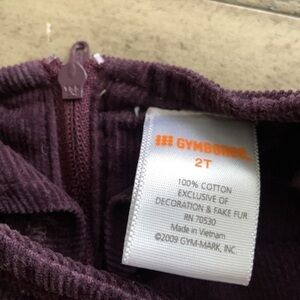 GYMBOREE
2T
100% COTTON
EXCLUSIVE OF
DECORATION & FAKE FUR
RN 70530
Made in Vietnam
©2009 GYM-MARK, INC.